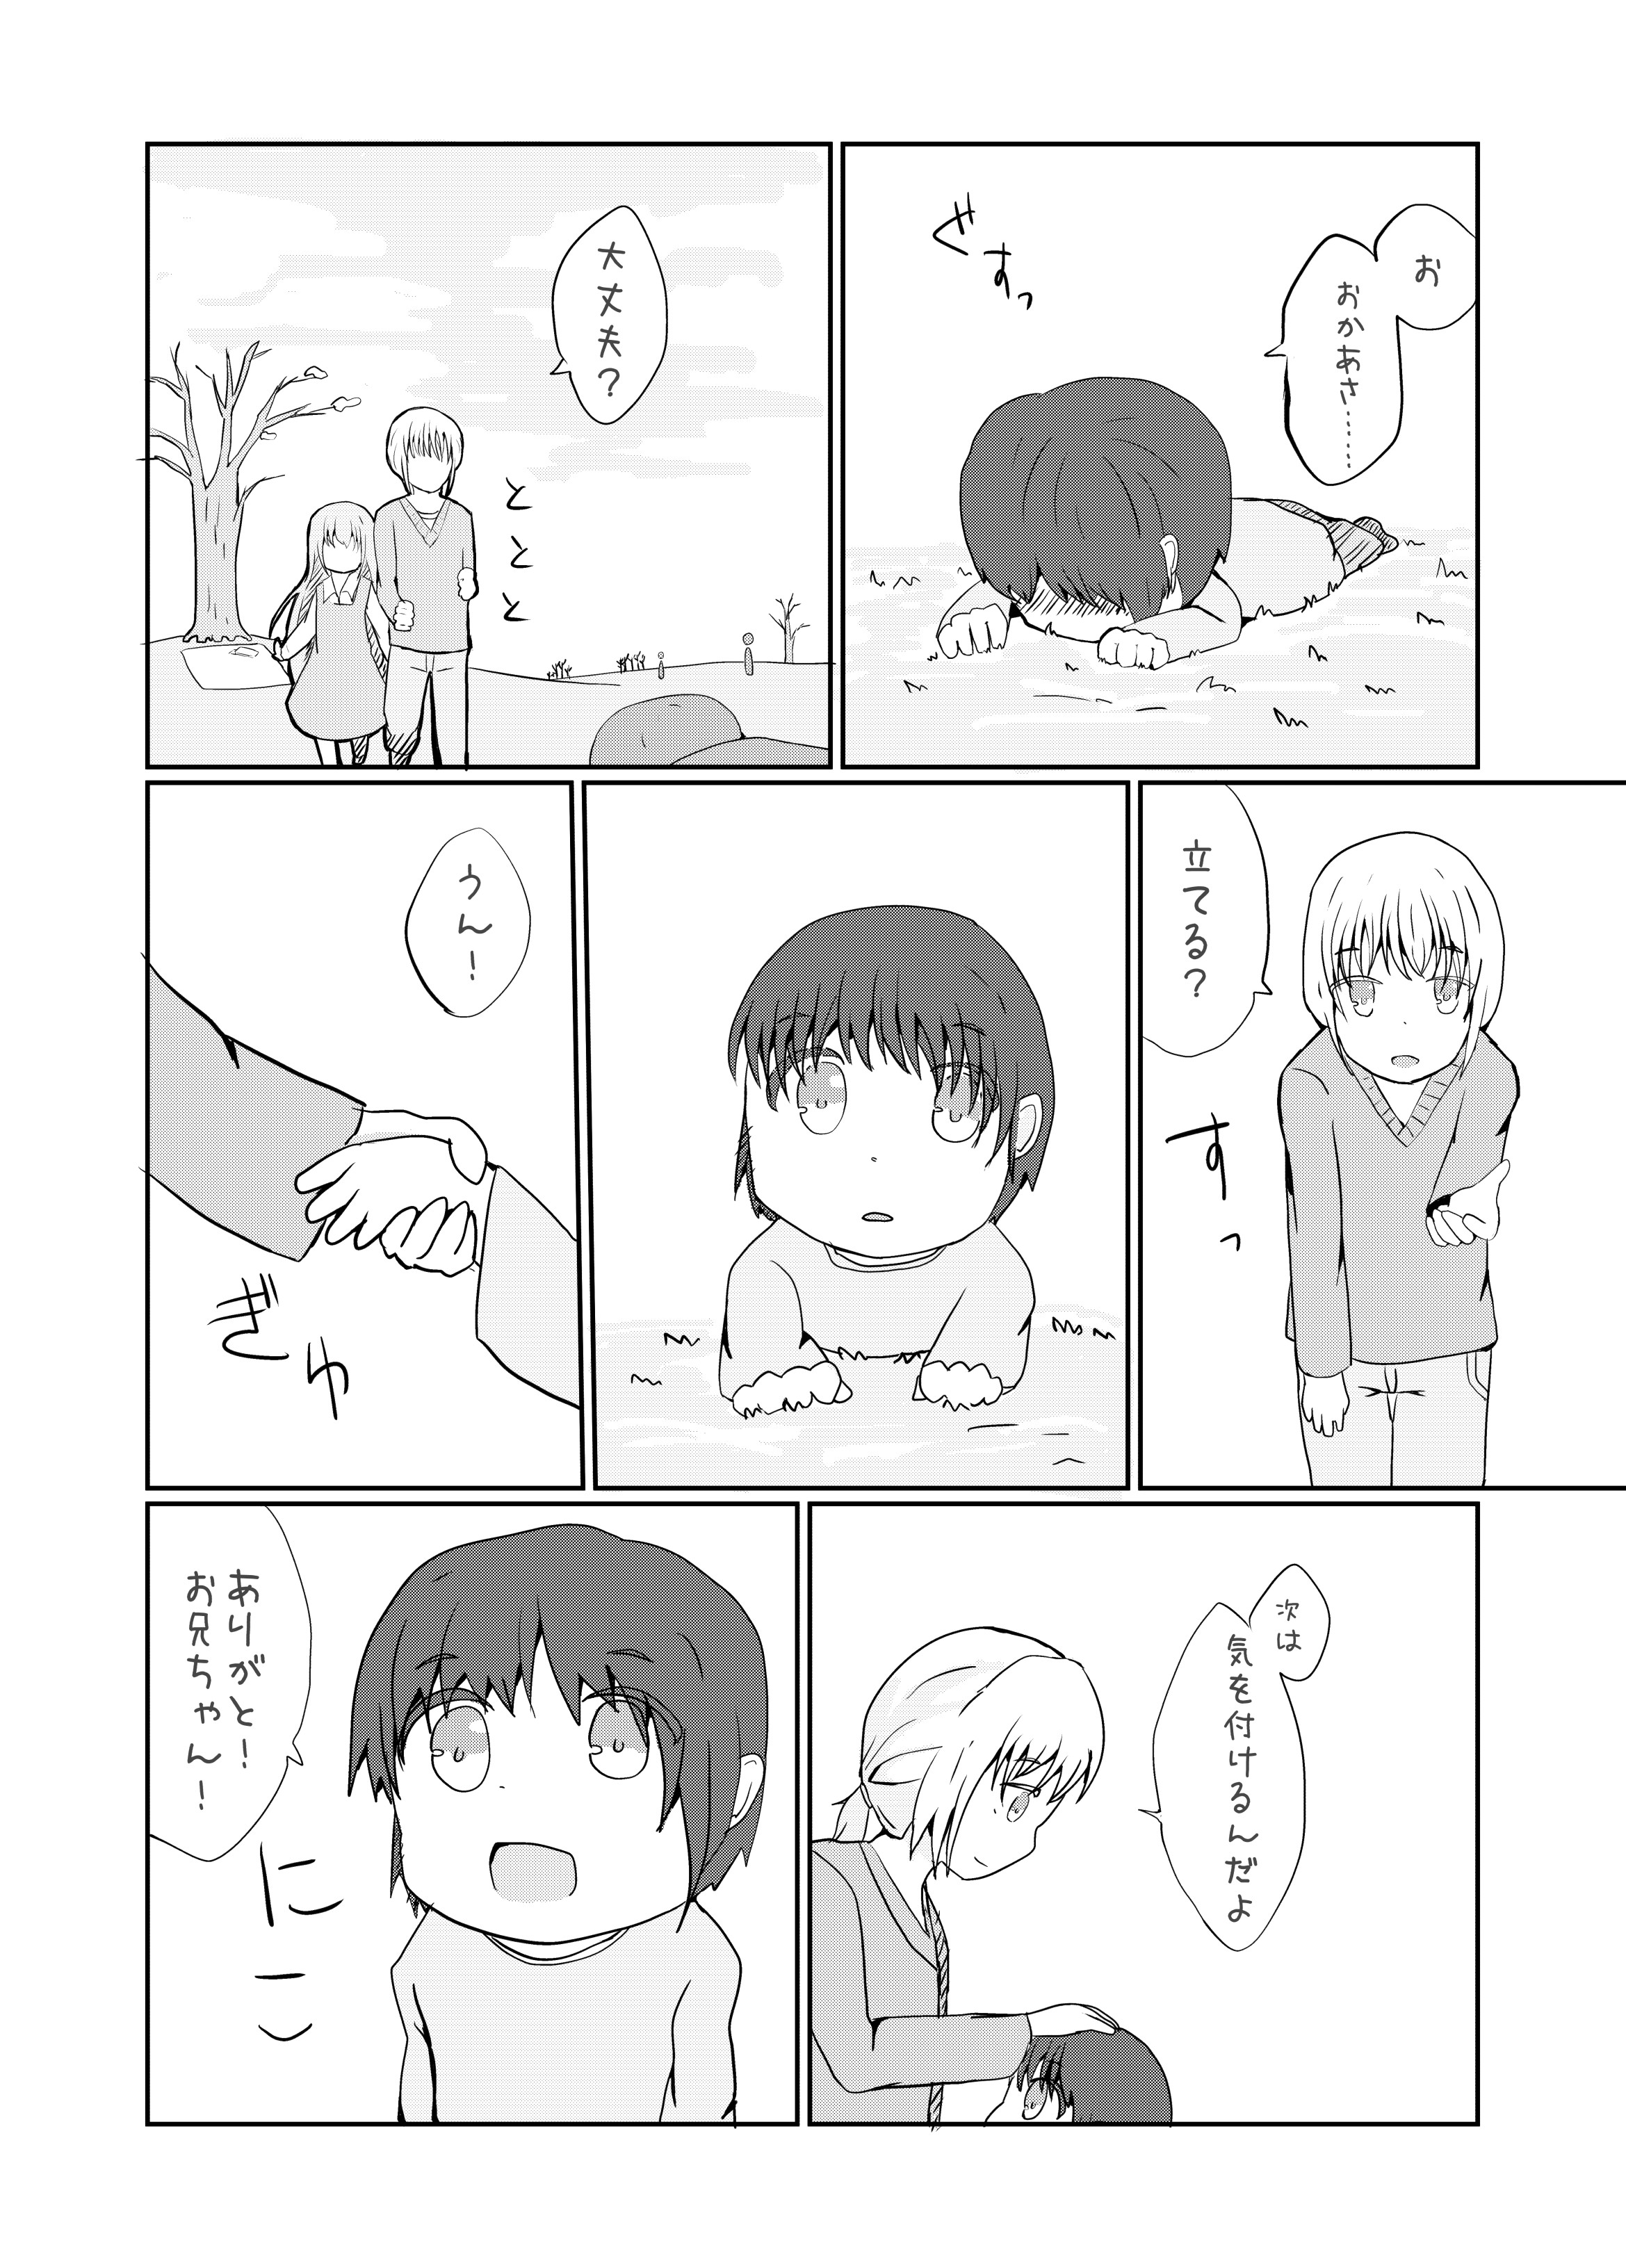 お
おかあさ……
ぐすっ
大丈夫？
ととと
立てる？
すっ
うん！
ぎゅ
次は
気を付けるんだよ
ありがと！
お兄ちゃん！
にこ